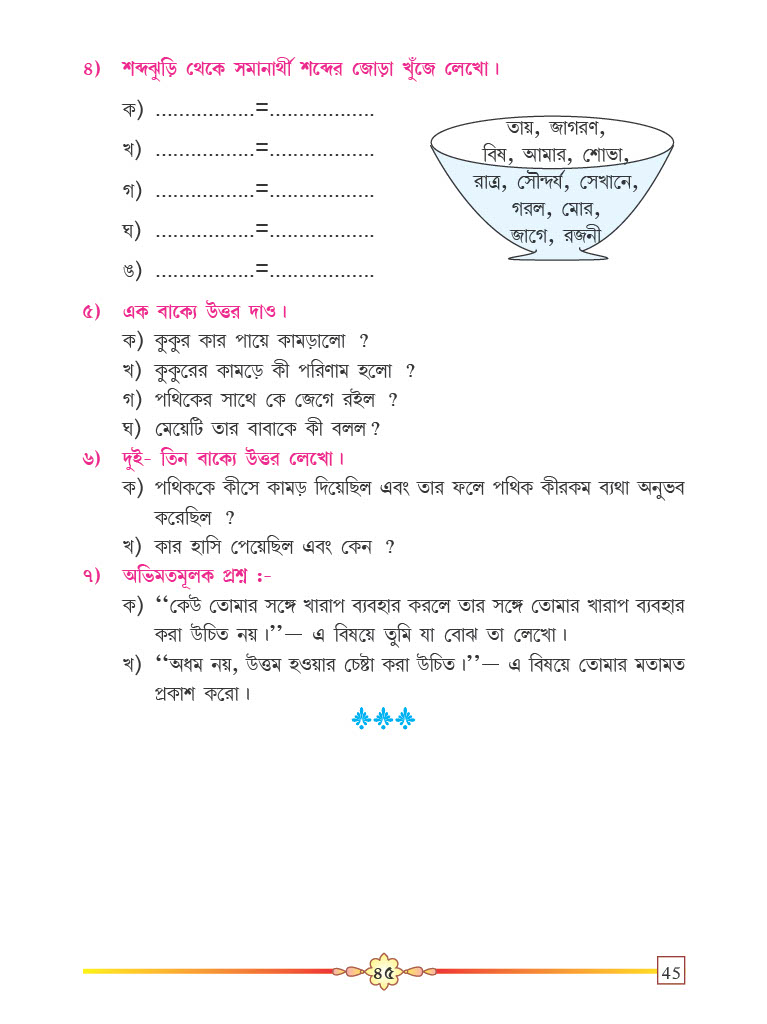 ৪) শব্দঝুড়ি থেকে সমানার্থী শব্দের জোড়া খুঁজে লেখো।
ক) .................=..................
খ) .................=..................
গ) .................=..................
ঘ) .................=..................
ঙ) .................=..................
তায়, জাগরণ,
বিষ, আমার, শোভা,
রাত্র, সৌন্দর্য, সেখানে,
গরল, মোর,
জাগে, রজনী
৫) এক বাক্যে উত্তর দাও।
ক) কুকুর কার পায়ে কামড়ালো ?
খ) কুকুরের কামড়ে কী পরিণাম হলো ?
গ) পথিকের সাথে কে জেগে রইল ?
ঘ) মেয়েটি তার বাবাকে কী বলল?
৬) দুই- তিন বাক্যে উত্তর লেখো।
ক) পথিককে কীসে কামড় দিয়েছিল এবং তার ফলে পথিক কীরকম ব্যথা অনুভব
করেছিল ?
খ) কার হাসি পেয়েছিল এবং কেন ?
৭) অভিমতমূলক প্রশ্ন :-
ক) ‘‘কেউ তোমার সঙ্গে খারাপ ব্যবহার করলে তার সঙ্গে তোমার খারাপ ব্যবহার
করা উচিত নয়।’’— এ বিষয়ে তুমি যা বোঝ তা লেখো।
খ) ‘‘অধম নয়, উত্তম হওয়ার চেষ্টা করা উচিত।’’— এ বিষয়ে তোমার মতামত
প্রকাশ করো।
৪৫
45